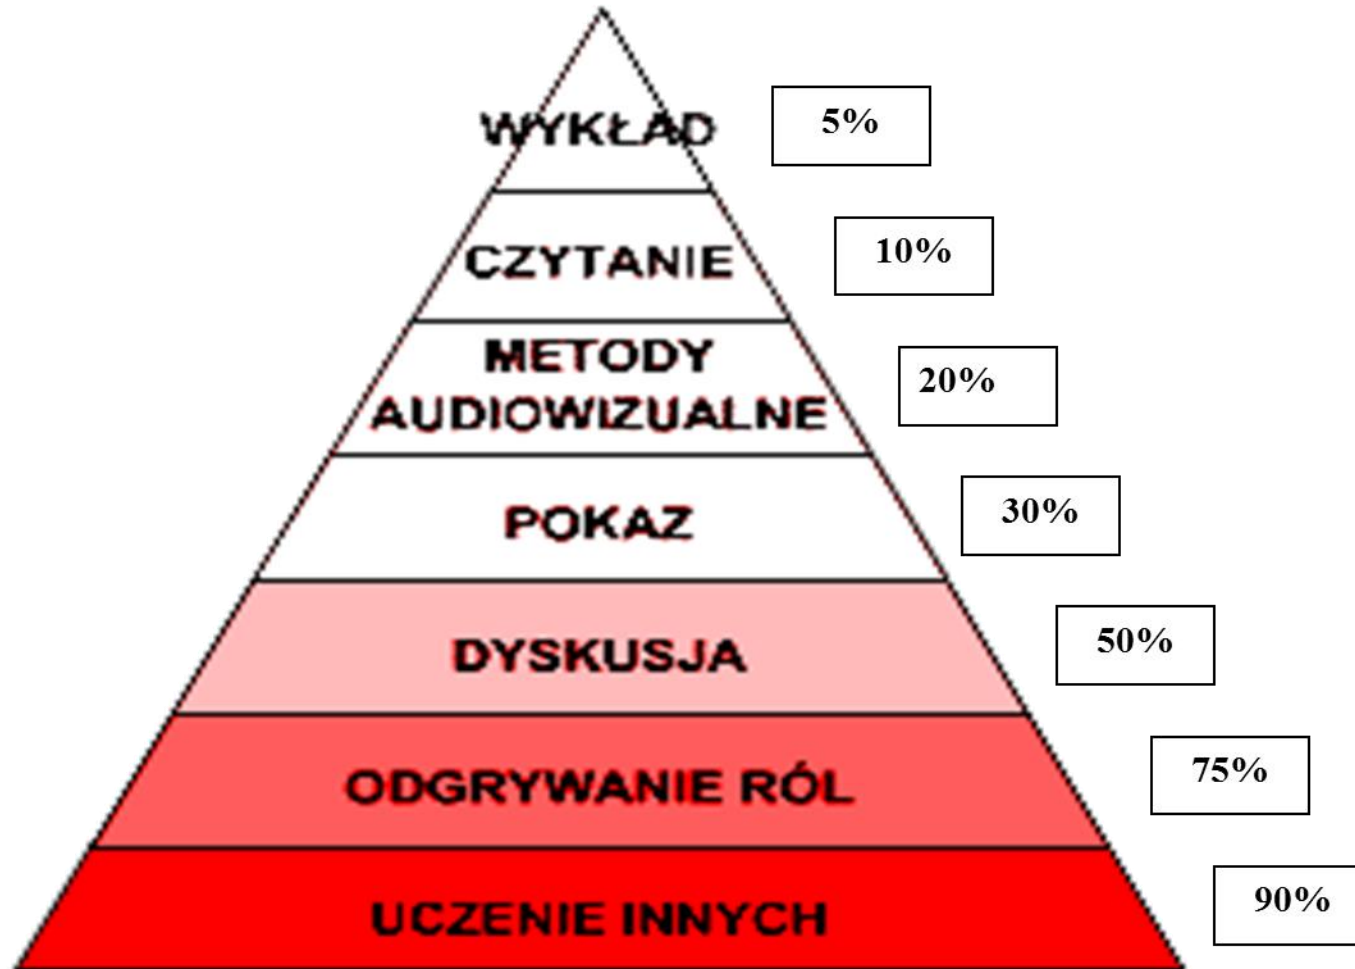 WYKŁAD
5%
CZYTANIE
10%
METODY
AUDIOWIZUALNE
20%
POKAZ
30%
DYSKUSJA
50%
ODGRYWANIE RÓL
75%
UCZENIE INNYCH
90%